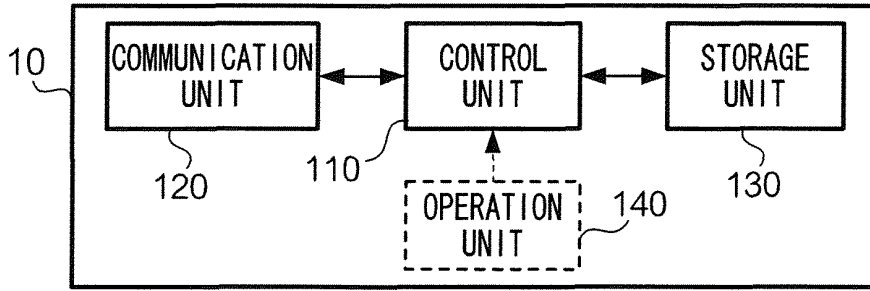 10
COMMUNICATION
UNIT
120
CONTROL
UNIT
110
STORAGE
UNIT
130
OPERATION
UNIT
140